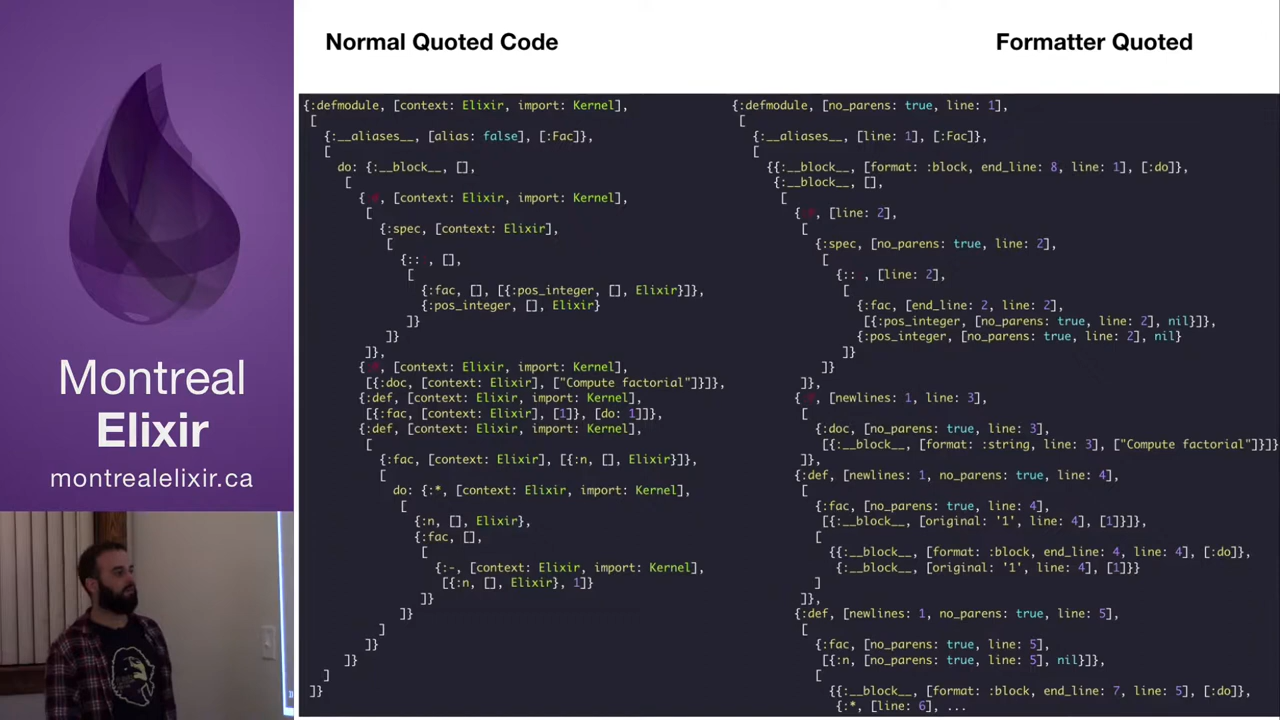 Normal Quoted Code
Formatter Quoted
{:defmodule, [context: Elixir, import: Kernel],
[
{:__aliases__, [alias: false], [:Fac]},
[
do: {:__block__, [],
[
{ , [context: Elixir, import: Kernel],
[
{:spec, [context: Elixir],
[
{:: , [],
[
{:fac, [], [{:pos_integer, [], Elixir}]},
{:pos_integer, [], Elixir}
]}
]}
]},
{ , [context: Elixir, import: Kernel],
[{:doc, [context: Elixir], ["Compute factorial"]}]},
{:def, [context: Elixir, import: Kernel],
[{:fac, [context: Elixir], [1]}, [do: 1]]},
{:def, [context: Elixir, import: Kernel],
[
{:fac, [context: Elixir], [{:n, [], Elixir}]},
[
do: {:*, [context: Elixir, import: Kernel],
[
{:n, [], Elixir},
{:fac, [],
[
{:-, [context: Elixir, import: Kernel],
[{:n, [], Elixir}, 1]}
]}
]}
]
]}
]}
]
]}
{:defmodule, [no_parens: true, line: 1],
[
{:__aliases__, [line: 1], [:Fac]},
[
{{:__block__, [format: :block, end_line: 8, line: 1], [:do]},
{:__block__, [],
[
{ , [line: 2],
[
{:spec, [no_parens: true, line: 2],
[
{:: , [line: 2],
[
{:fac, [end_line: 2, line: 2],
[{:pos_integer, [no_parens: true, line: 2], nil}]},
{:pos_integer, [no_parens: true, line: 2], nil}
]}
]}
]},
{ , [newlines: 1, line: 3],
[
{:doc, [no_parens: true, line: 3],
[{:__block__, [format: :string, line: 3], ["Compute factorial"]}]}
]},
{:def, [newlines: 1, no_parens: true, line: 4],
[
{:fac, [no_parens: true, line: 4],
[{:__block__, [original: '1', line: 4], [1]}]},
[
{{:__block__, [format: :block, end_line: 4, line: 4], [:do]},
{:__block__, [original: '1', line: 4], [1]}}
]
]},
{:def, [newlines: 1, no_parens: true, line: 5],
[
{:fac, [no_parens: true, line: 5],
[{:n, [no_parens: true, line: 5], nil}]},
[
{{:__block__, [format: :block, end_line: 7, line: 5], [:do]},
{:*, [line: 6], ...
Montreal
Elixir
montrealelixir.ca